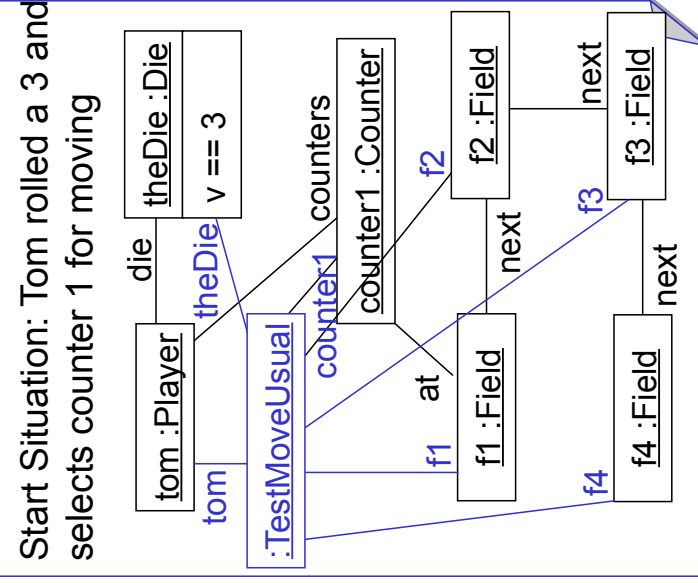 Start Situation: Tom rolled a 3 and
selects counter 1 for moving
tom :Player
die
theDie :Die
v == 3
tom
theDie
:TestMoveUsual
counters
counter1
counter1 :Counter
at
f1
f1 :Field
next
f2
f2 :Field
next
f3
f3 :Field
next
f4
f4 :Field